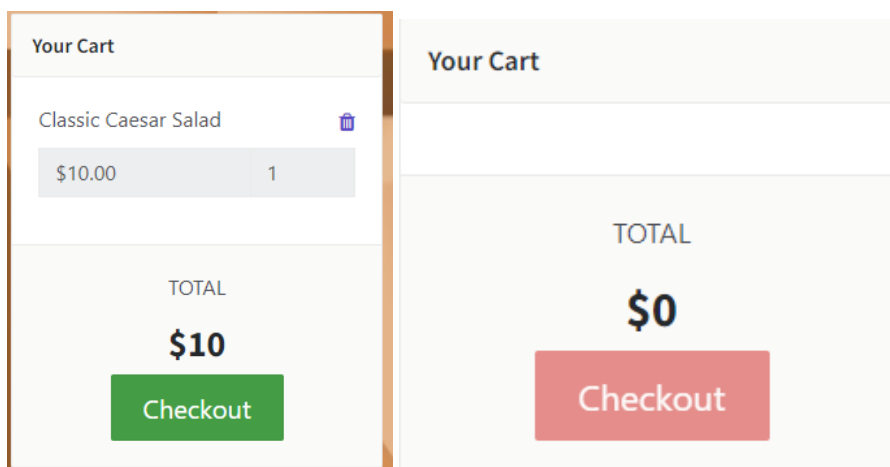 Your Cart
Classic Caesar Salad
$10.00 1
TOTAL
$10
Checkout
Your Cart
TOTAL
$0
Checkout